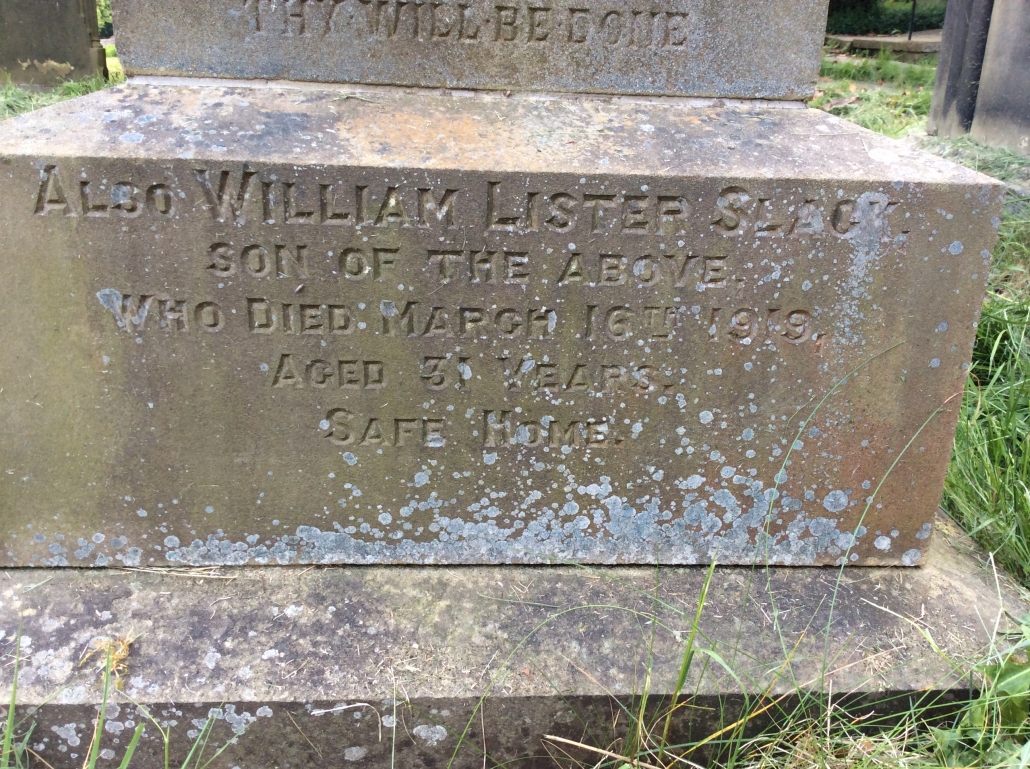 THY·WILL·BE·DONE
ALSO WILLIAM LISTER SLACK.
SON OF THE ABOVE.
WHO DIED MARCH 16TH 1919,
AGED 31 YEARS.
SAFE HOME.